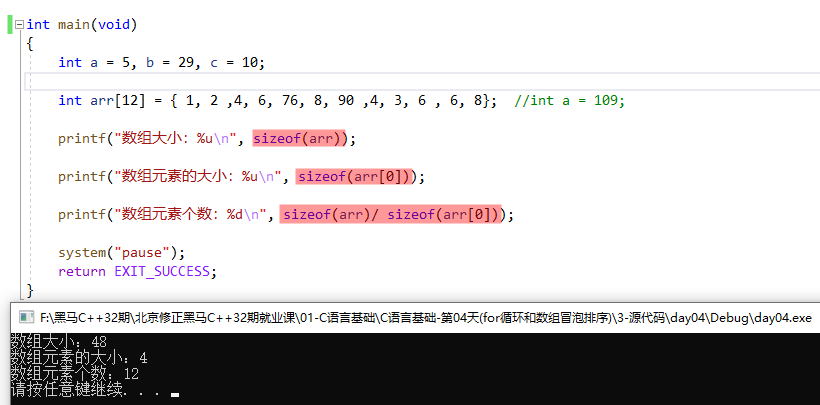 int main(void)
{
int a = 5, b = 29, c = 10;
int arr[12] = { 1, 2 ,4, 6, 76, 8, 90 ,4, 3, 6 , 6, 8};  //int a = 109;
printf("数组大小: %u\n", sizeof(arr));
printf("数组元素的大小: %u\n", sizeof(arr[0]));
printf("数组元素个数: %d\n", sizeof(arr)/ sizeof(arr[0]));
system("pause");
return EXIT_SUCCESS;
}
F:\黑马C++32期\北京修正黑马C++32期就业课\01-C语言基础\C语言基础-第04天(for循环和数组冒泡排序)\3-源代码\day04\Debug\day04.exe
数组大小：48
数组元素的大小：4
数组元素个数：12
请按任意键继续. . .